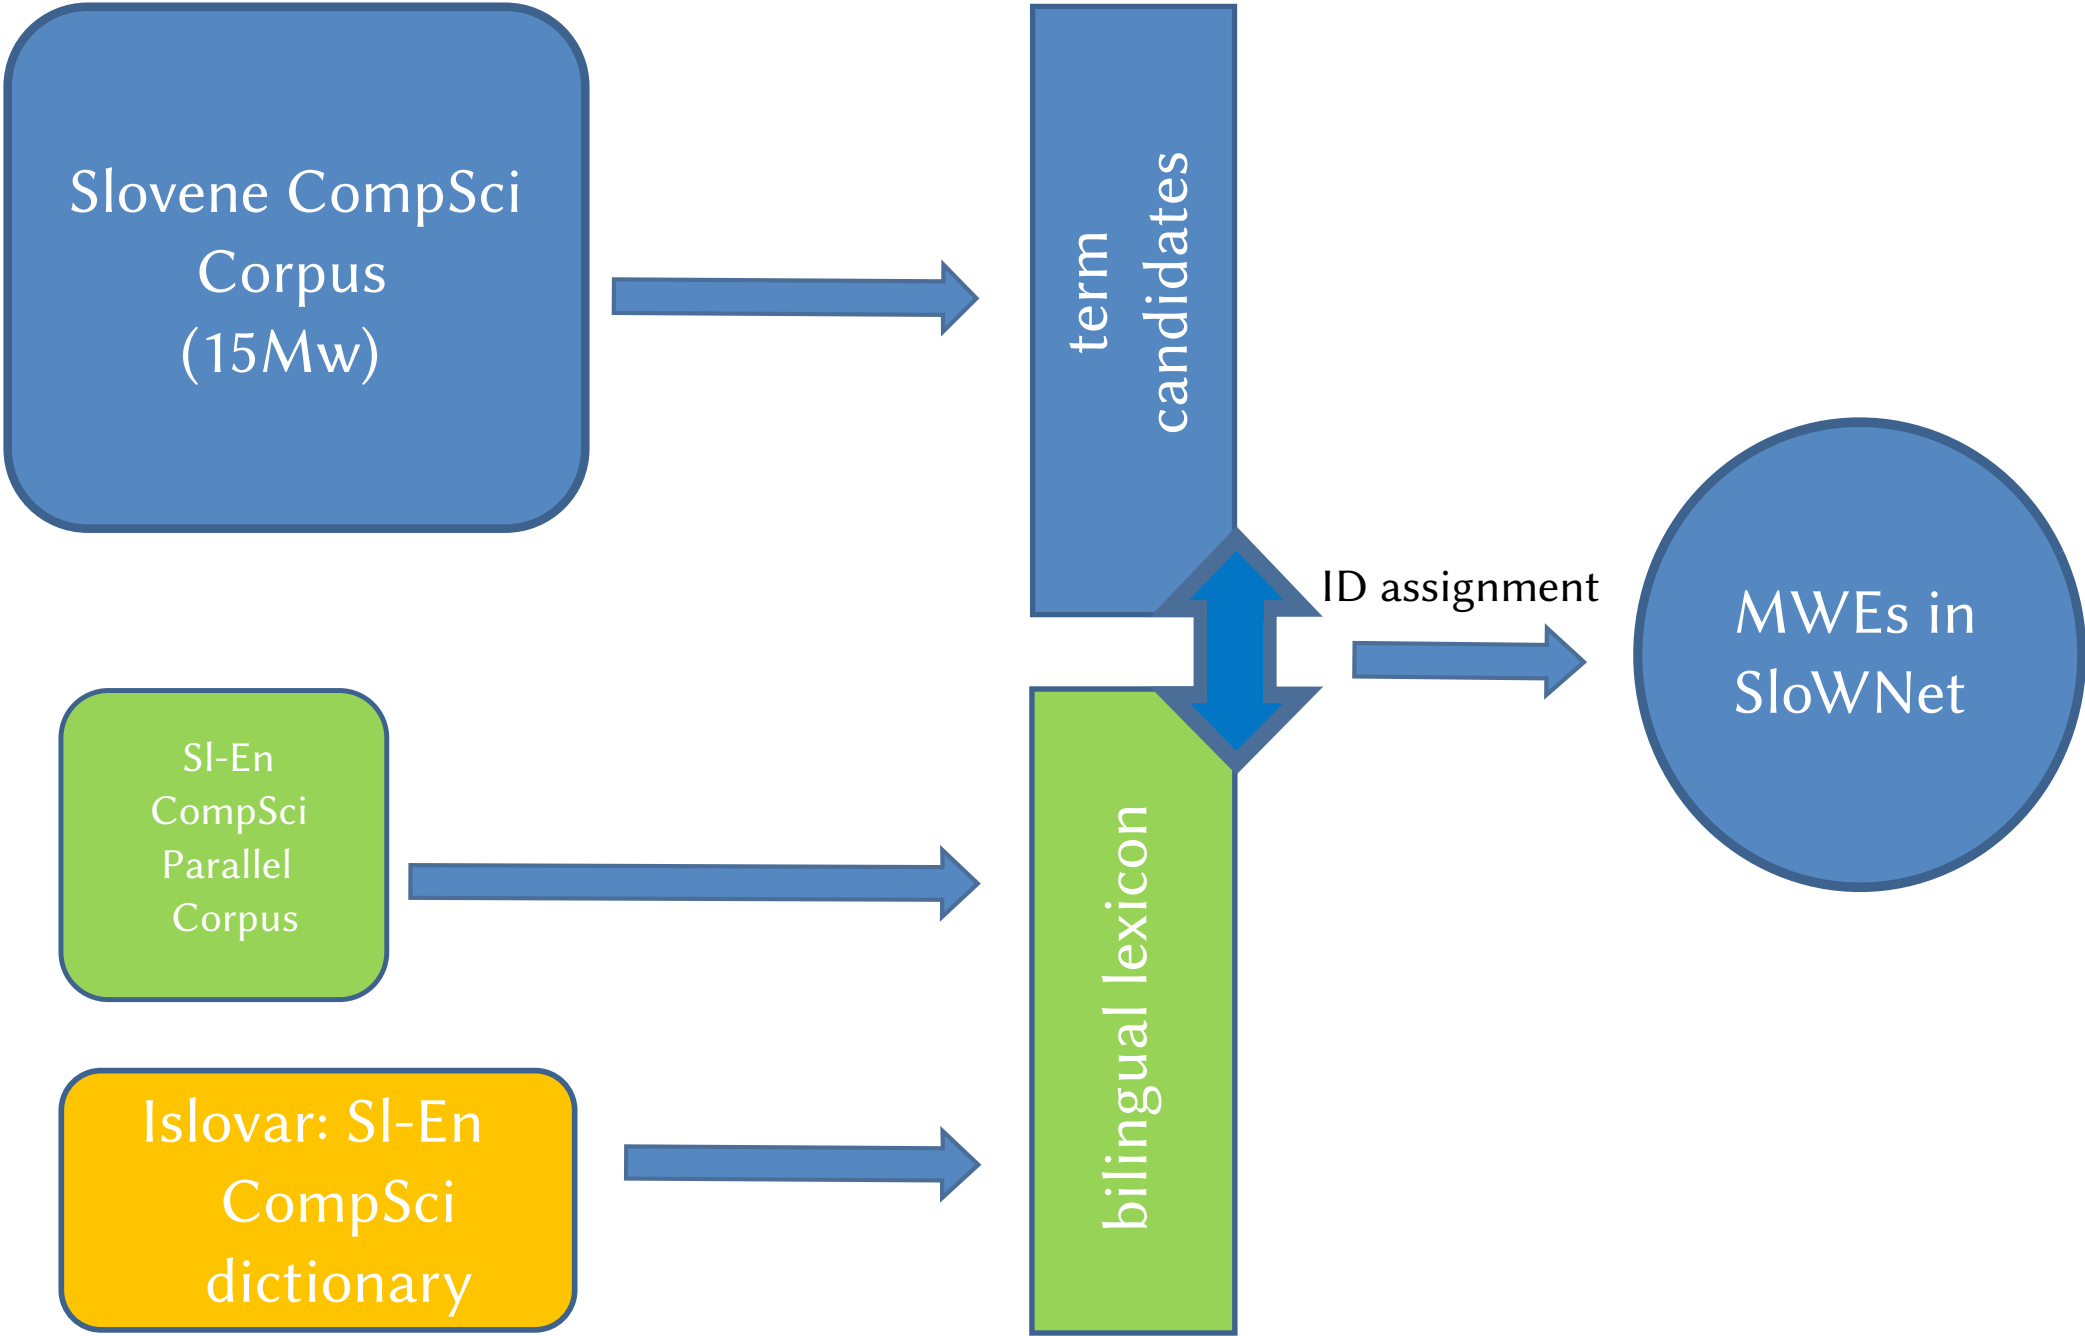 Slovene CompSci
Corpus
(15Mw)
term
candidates
ID assignment
MWEs in
SloWNet
Sl-En
CompSci
Parallel
Corpus
bilingual lexicon
Islovar: Sl-En
CompSci
dictionary